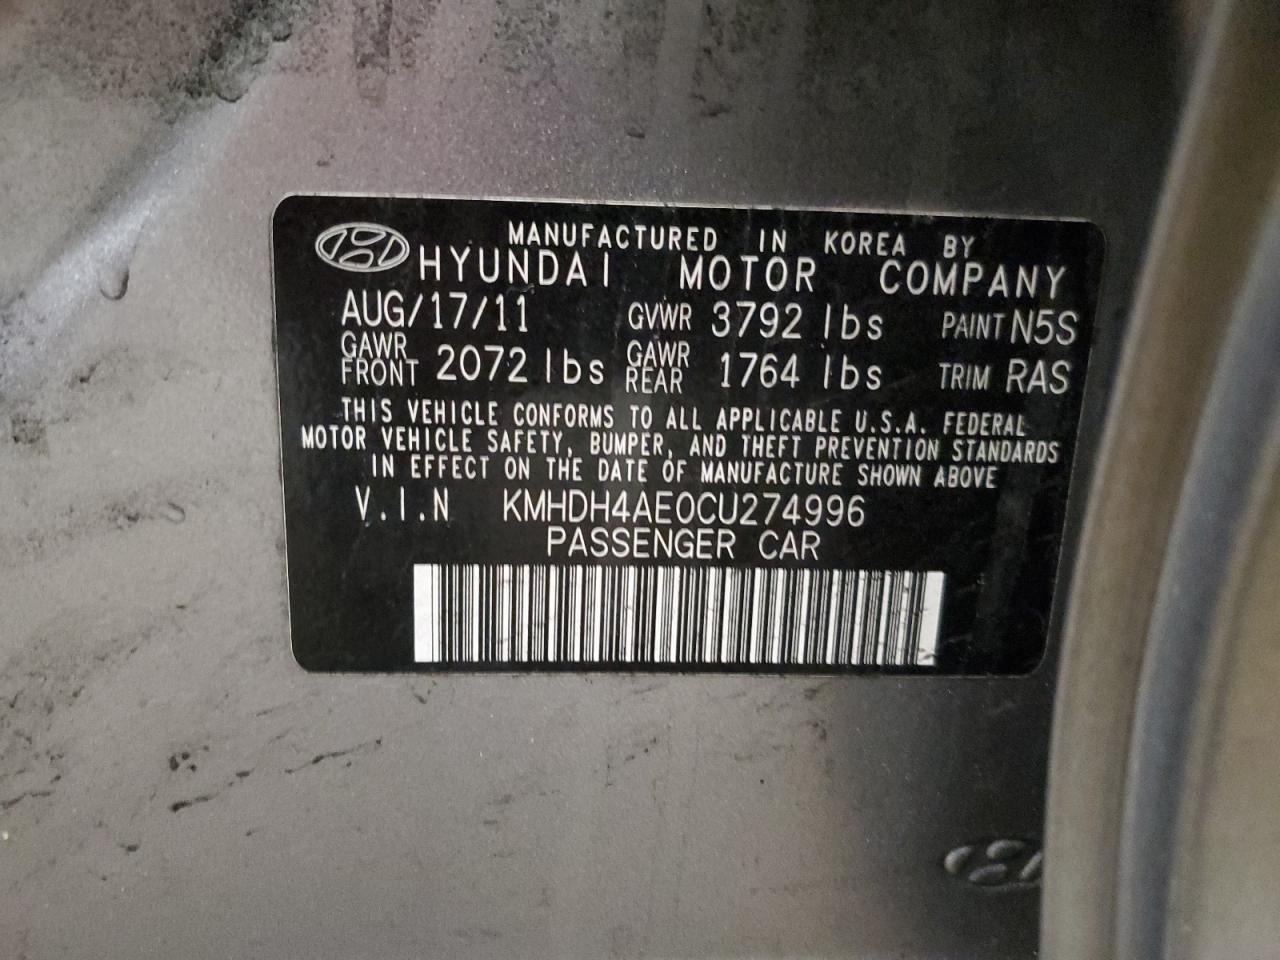 MANUFACTURED IN KOREA BY
HYUNDAI MOTOR COMPANY
AUG/17/11 GVWR 3792 lbs PAINT N5S
GAWR FRONT 2072 lbs GAWR REAR 1764 lbs TRIM RAS
THIS VEHICLE CONFORMS TO ALL APPLICABLE U.S.A. FEDERAL
MOTOR VEHICLE SAFETY, BUMPER, AND THEFT PREVENTION STANDARDS
IN EFFECT ON THE DATE OF MANUFACTURE SHOWN ABOVE
V.I.N KMHDH4AE0CU274996
PASSENGER CAR